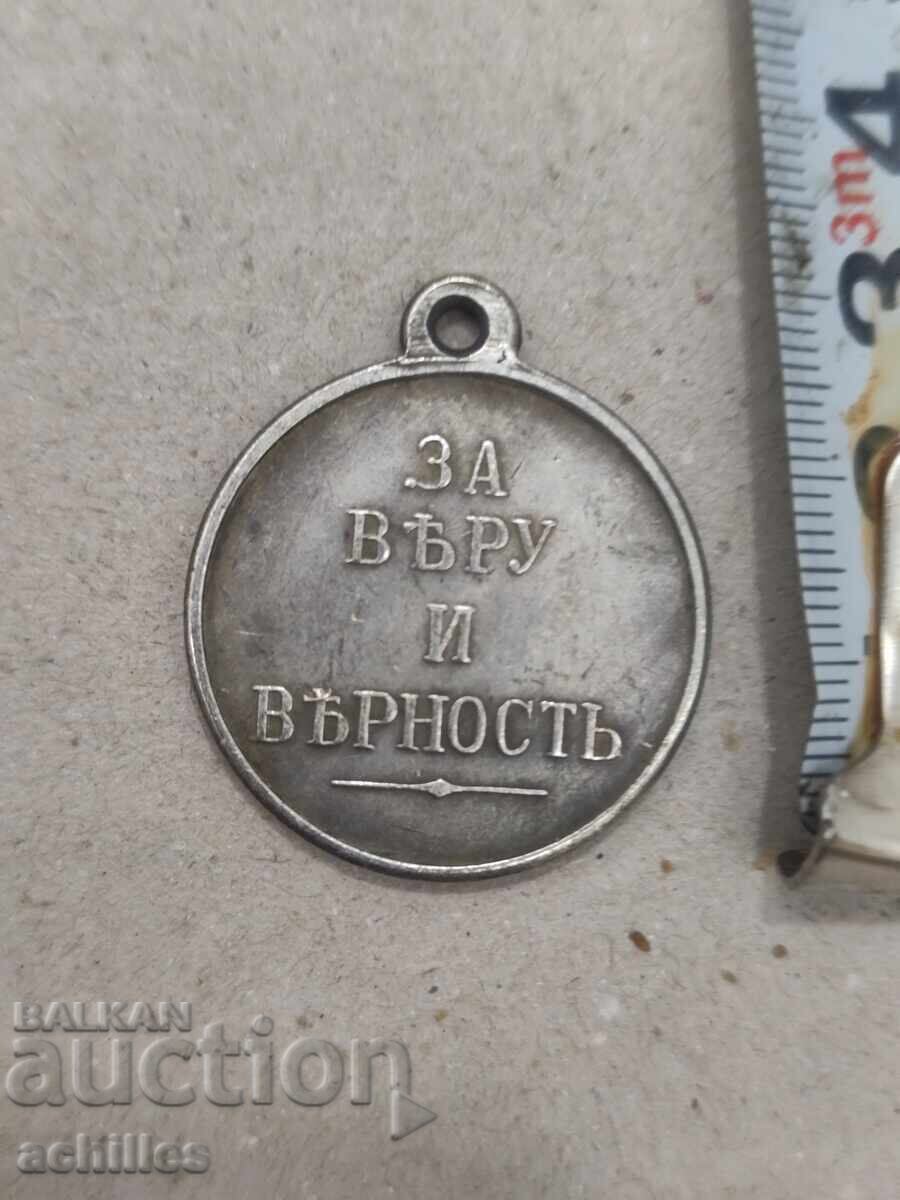 4
3m
3
ЗА
ВѢРУ
И
ВѢРНОСТЬ
BALKAN
auction
achilles